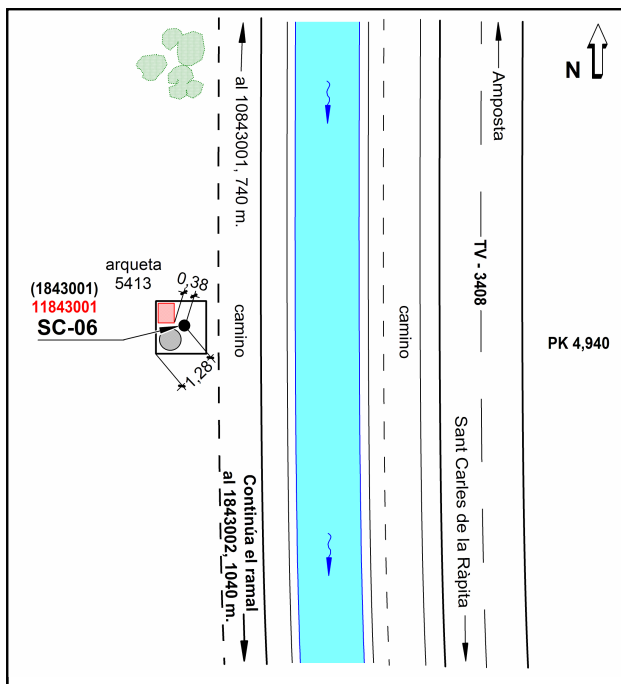 N
al 10843001, 740 m.
Amposta
arqueta
5413
0,38
(1843001)
11843001
SC-06
1,28
camino
camino
TV - 3408
PK 4,940
Continúa el ramal
al 1843002, 1040 m.
Sant Carles de la Ràpita